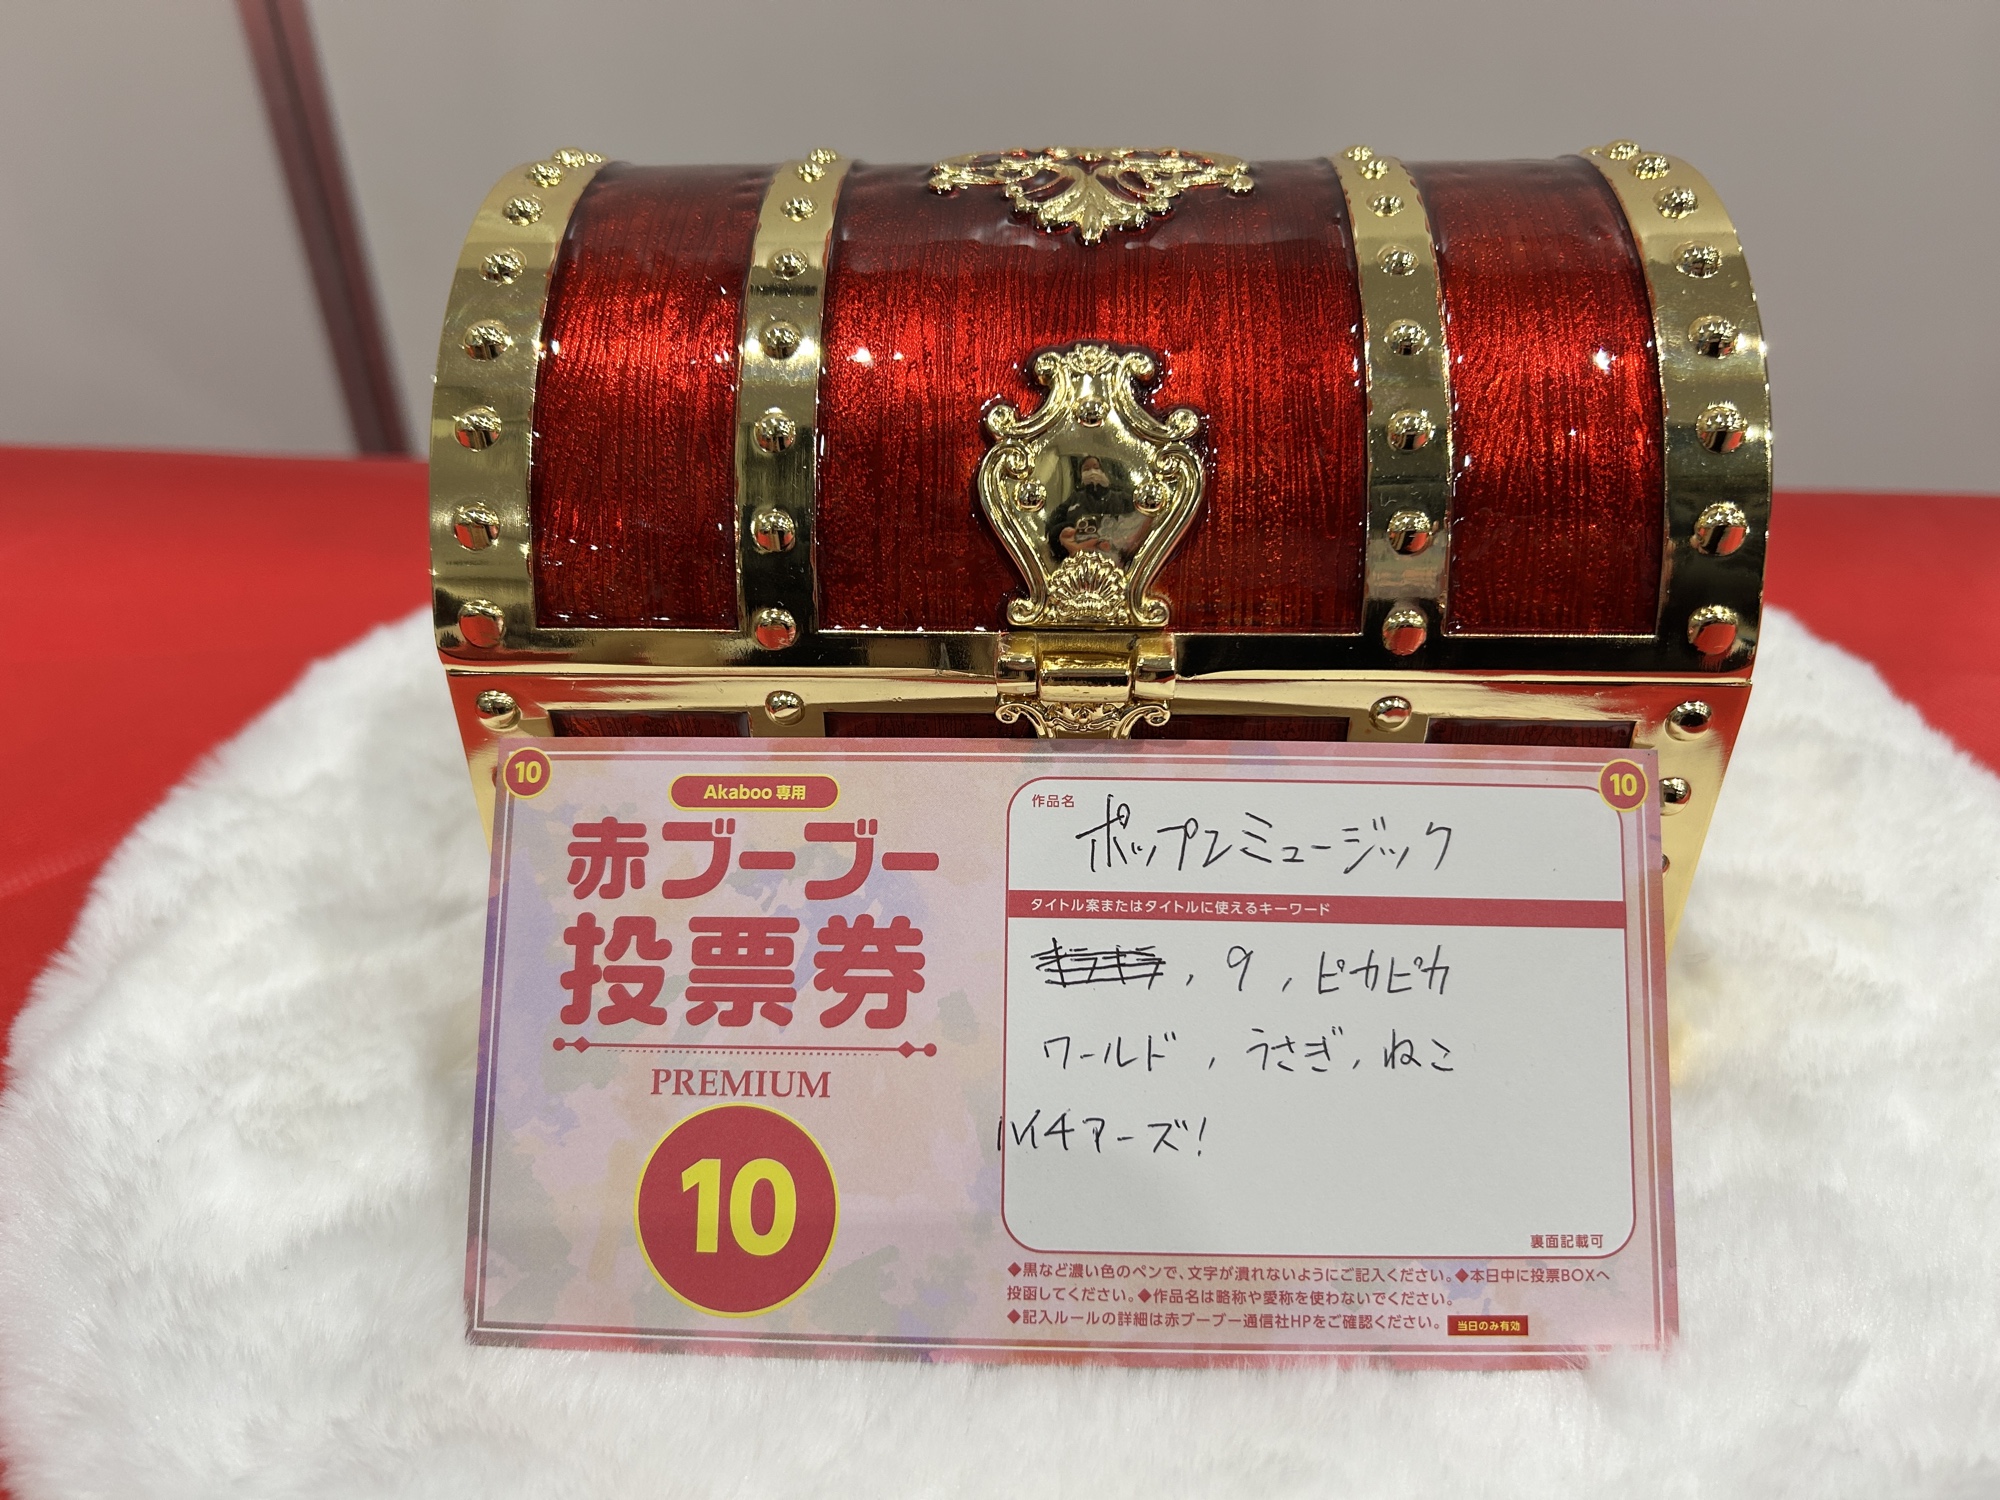 10
Akaboo専用
赤ブーブー
投票券
PREMIUM
10
10
作品名
ポップンミュージック
タイトル案またはタイトルに使えるキーワード
, 9, ピカピカ
ワールド, うさぎ, ねこ
ハイチアーズ!
裏面記載可
◆黒など濃い色のペンで、文字が潰れないようにご記入ください。◆本日中に投票BOXへ
投函してください。◆作品名は略称や愛称を使わないでください。
◆記入ルールの詳細は赤ブーブー通信社HPをご確認ください。 当日のみ有効